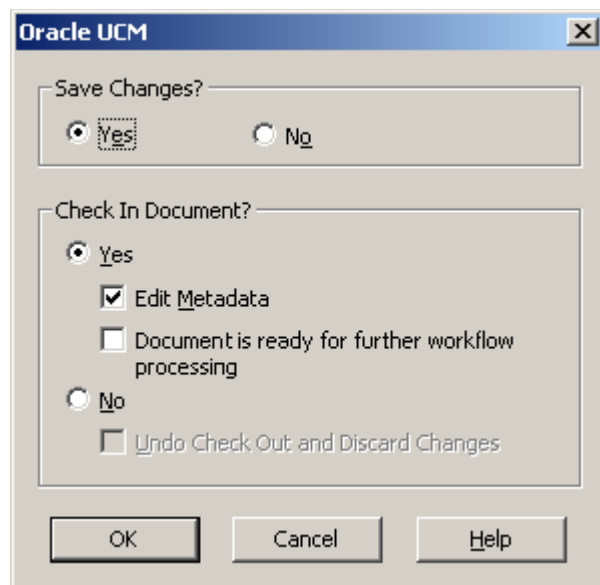 Oracle UCM
Save Changes?
Yes No
Check In Document?
Yes
Edit Metadata
Document is ready for further workflow
processing
No
Undo Check Out and Discard Changes
OK Cancel Help